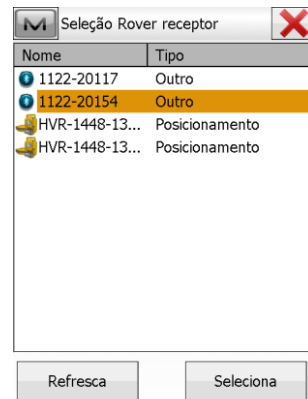 Seleção Rover receptor
Nome Tipo
1122-20117 Outro
1122-20154 Outro
HVR-1448-13... Posicionamento
HVR-1448-13... Posicionamento
Refresca Seleciona